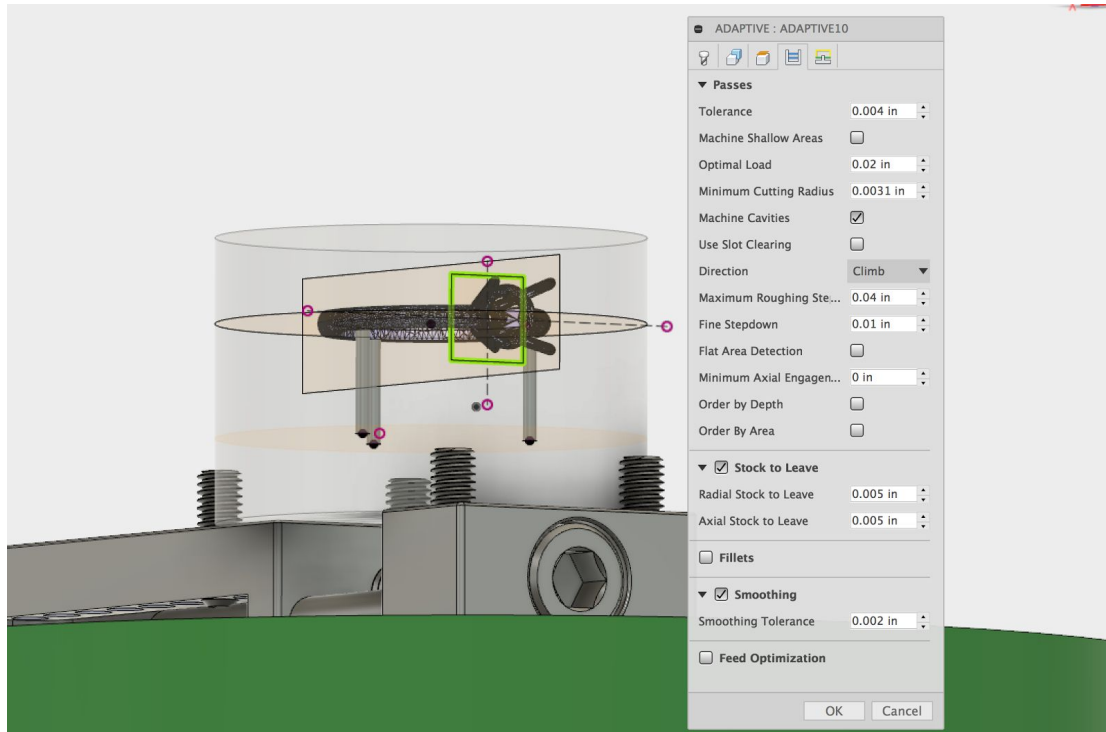 ADAPTIVE : ADAPTIVE10
Passes
Tolerance 0.004 in
Machine Shallow Areas
Optimal Load 0.02 in
Minimum Cutting Radius 0.0031 in
Machine Cavities
Use Slot Clearing
Direction Climb
Maximum Roughing Ste... 0.04 in
Fine Stepdown 0.01 in
Flat Area Detection
Minimum Axial Engagen... 0 in
Order by Depth
Order By Area
Stock to Leave
Radial Stock to Leave 0.005 in
Axial Stock to Leave 0.005 in
Fillets
Smoothing
Smoothing Tolerance 0.002 in
Feed Optimization
OK Cancel